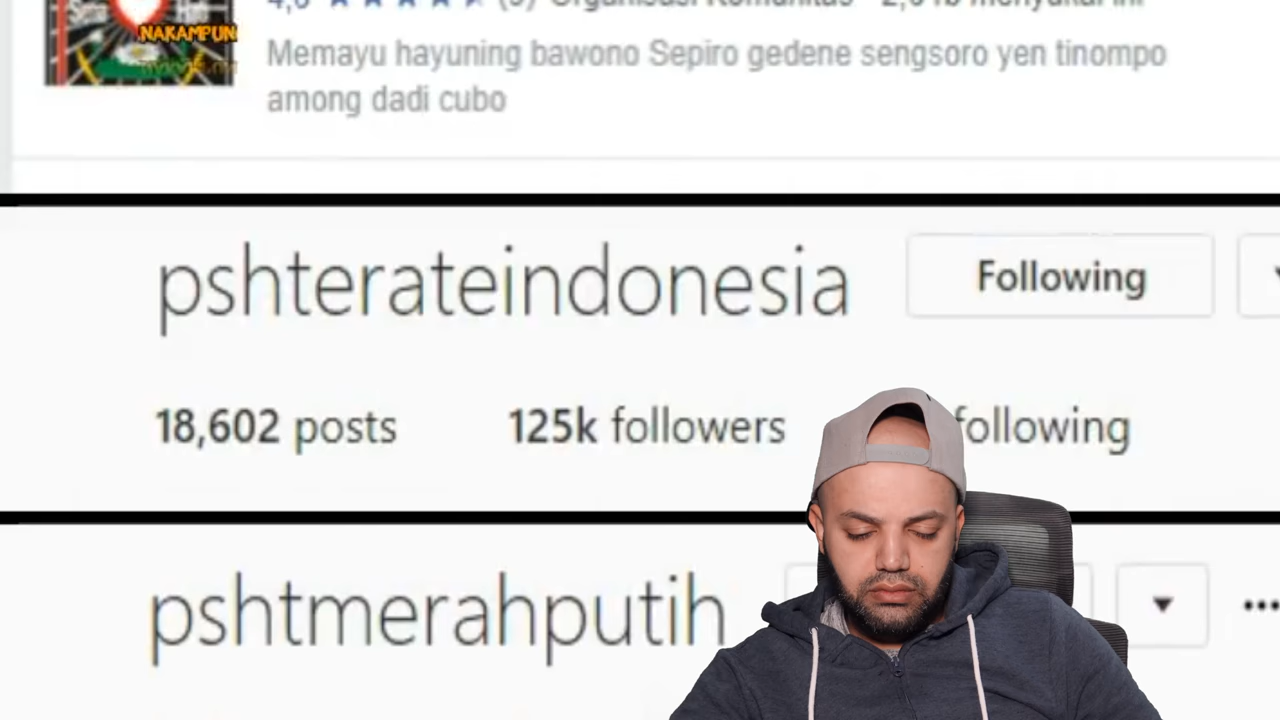 NAKAMPUN
Memayu hayuning bawono Sepiro gedene sengsoro yen tinompo
among dadi cubo
pshterateindonesia Following
18,602 posts 125k followers following
pshtmerahputih